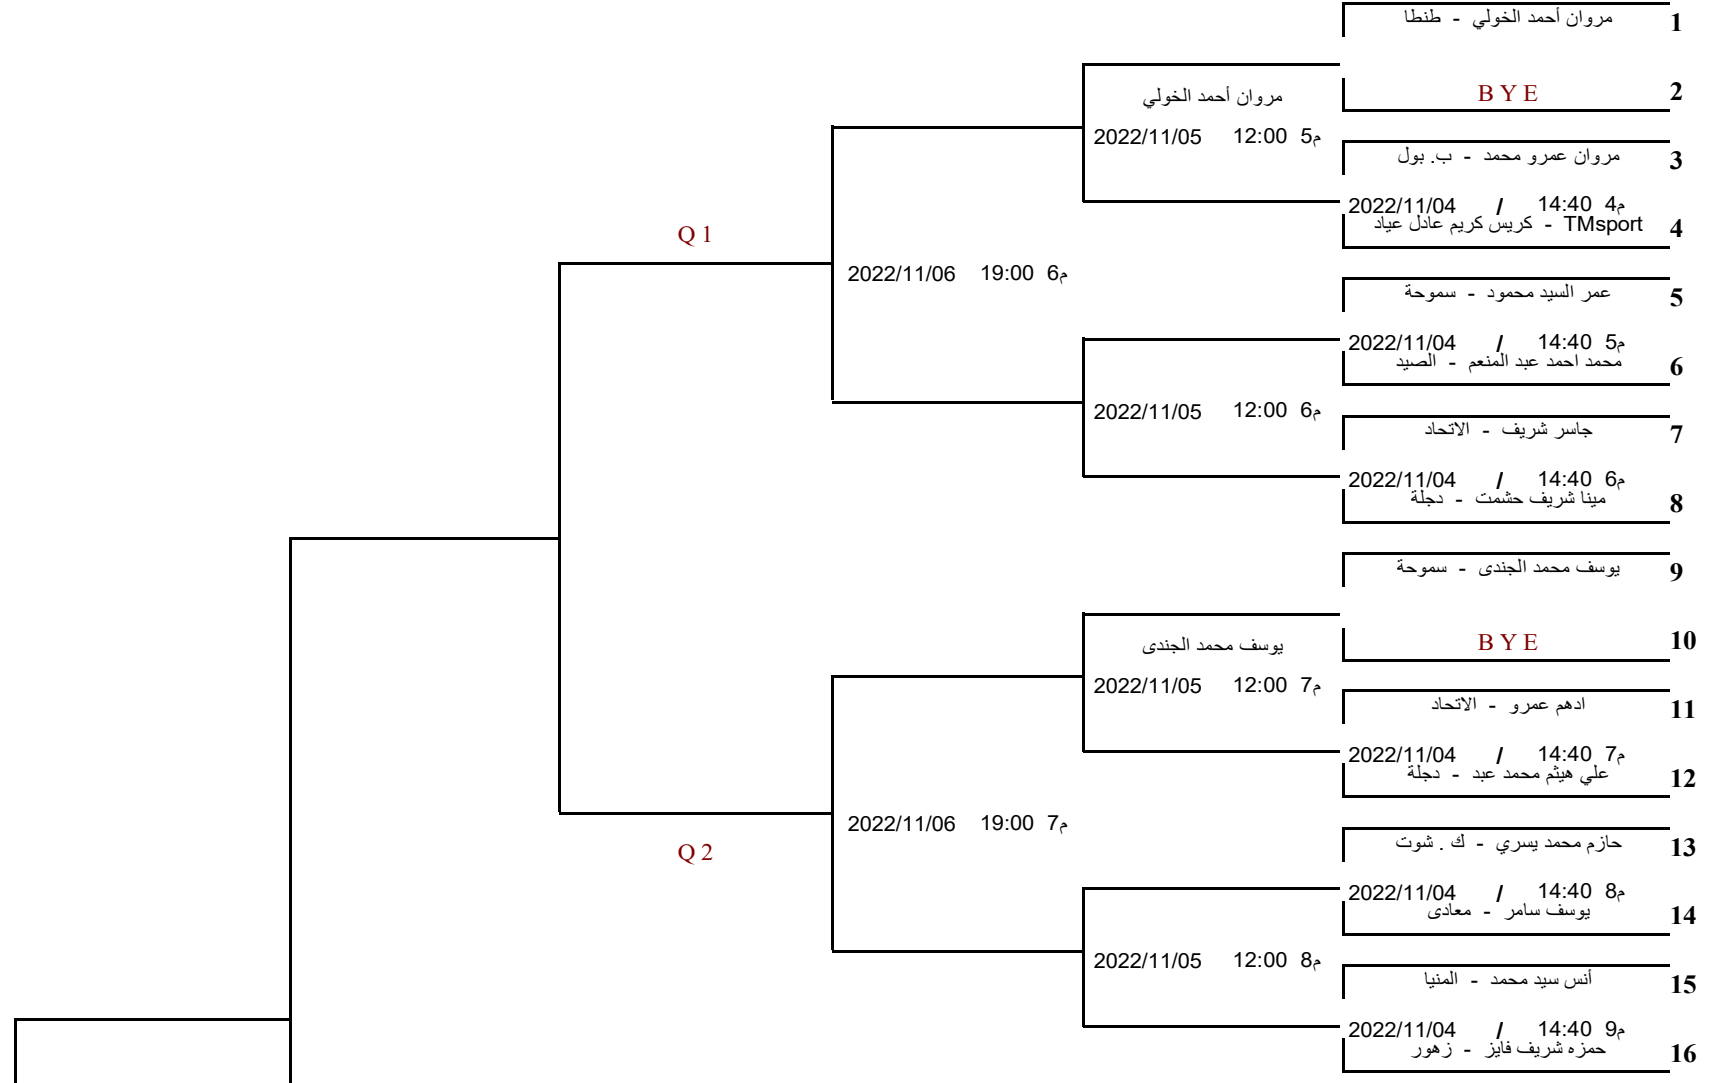 مروان أحمد الخولي - طنطا 1
B Y E 2
مروان أحمد الخولي
2022/11/05 12:00 م5
مروان عمرو محمد - ب. بول 3
2022/11/04 / 14:40 م4
كريس كريم عادل عياد - TMsport 4
Q 1
2022/11/06 19:00 م6
عمر السيد محمود - سموحة 5
2022/11/04 / 14:40 م5
محمد احمد عبد المنعم - الصيد 6
2022/11/05 12:00 م6
جاسر شريف - الاتحاد 7
2022/11/04 / 14:40 م6
مينا شريف حشمت - دجلة 8
يوسف محمد الجندى - سموحة 9
B Y E 10
يوسف محمد الجندى
2022/11/05 12:00 م7
ادهم عمرو - الاتحاد 11
2022/11/04 / 14:40 م7
علي هيثم محمد عبد - دجلة 12
2022/11/06 19:00 م7
Q 2
حازم محمد يسري - ك . شوت 13
2022/11/04 / 14:40 م8
يوسف سامر - معادى 14
2022/11/05 12:00 م8
أنس سيد محمد - المنيا 15
2022/11/04 / 14:40 م9
حمزه شريف فايز - زهور 16